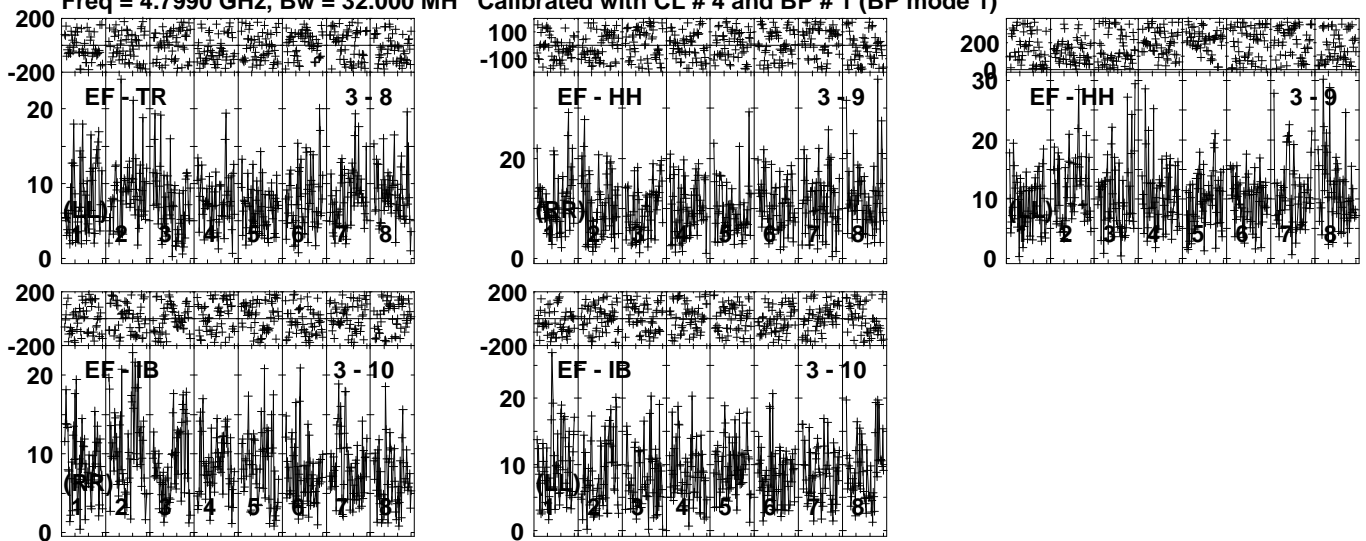 Freq = 4.7990 GHz, Bw = 32.000 MH Calibrated with CL # 4 and BP # 1 (BP mode 1)
200
-200
EF - TR 3 - 8
20
10
0
(LL)
1 2 3 4 5 6 7 8
100
-100
EF - HH 3 - 9
20
0
(RR)
1 2 3 4 5 6 7 8
200
0
30
EF - HH 3 - 9
20
10
0
(LL)
1 2 3 4 5 6 7 8
200
-200
EF - IB 3 - 10
20
10
0
(RR)
1 2 3 4 5 6 7 8
200
-200
EF - IB 3 - 10
20
10
0
(LL)
1 2 3 4 5 6 7 8